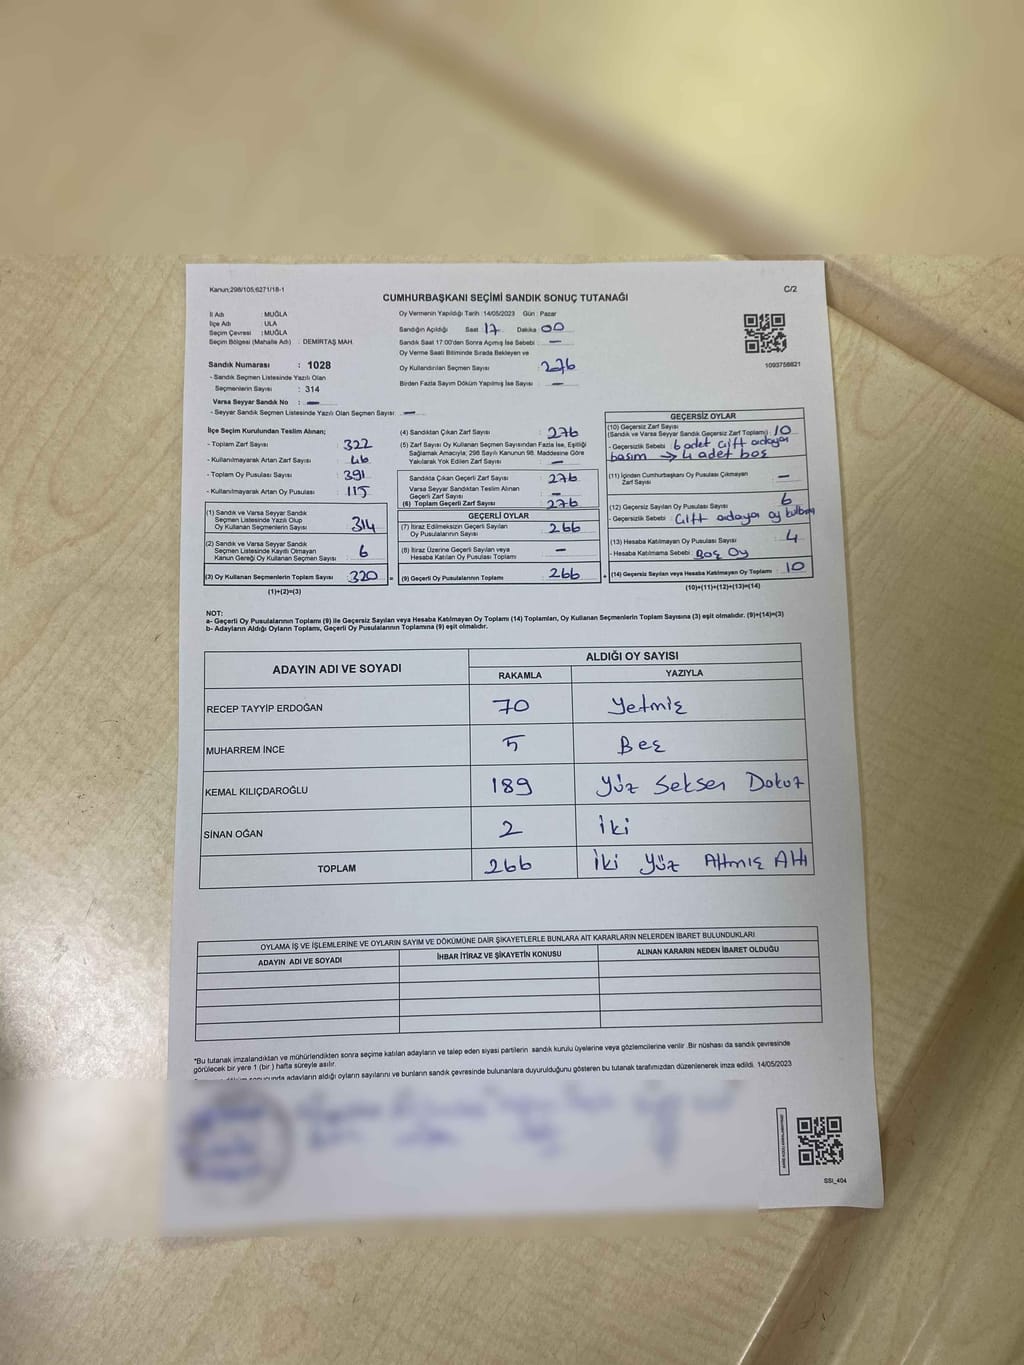 Kanun:298/105;6271/18-1
C/2
CUMHURBAŞKANI SEÇİMİ SANDIK SONUÇ TUTANAĞI
İl Adı : MUĞLA
İlçe Adı : ULA
Seçim Çevresi : MUĞLA
Seçim Bölgesi (Mahalle Adı) : DEMİRTAŞ MAH.
Sandık Numarası : 1028
- Sandık Seçmen Listesinde Yazılı Olan
Seçmenlerin Sayısı : 314
Varsa Seyyar Sandık No : —
- Seyyar Sandık Seçmen Listesinde Yazılı Olan Seçmen Sayısı : —
Oy Vermenin Yapıldığı Tarih : 14/05/2023 Gün : Pazar
Sandığın Açıldığı Saat 17 Dakika 00
Sandık Saat 17:00'den Sonra Açımış İse Sebebi : —
Oy Verme Saati Bitiminde Sırada Bekleyen ve
Oy Kullandırılan Seçmen Sayısı : 276
Birden Fazla Sayım Döküm Yapılmış İse Sayısı : —
1093756621
İlçe Seçim Kurulundan Teslim Alınan;
- Toplam Zarf Sayısı : 322
- Kullanılmayarak Artan Zarf Sayısı : 46
- Toplam Oy Pusulası Sayısı : 391
- Kullanılmayarak Artan Oy Pusulası : 115
(1) Sandık ve Varsa Seyyar Sandık
Seçmen Listesinde Yazılı Olup
Oy Kullanan Seçmenlerin Sayısı 314
(2) Sandık ve Varsa Seyyar Sandık
Seçmen Listesinde Kayıtlı Olmayan
Kanun Gereği Oy Kullanan Seçmen Sayısı : 6
(3) Oy Kullanan Seçmenlerin Toplam Sayısı : 320
(1)+(2)=(3)
(4) Sandıktan Çıkan Zarf Sayısı : 276
(5) Zarf Sayısı Oy Kullanan Seçmen Sayısından Fazla İse, Eşitliği
Sağlamak Amacıyla, 298 Sayılı Kanunun 98. Maddesine Göre
Yakılarak Yok Edilen Zarf Sayısı : —
Sandıkta Çıkan Geçerli Zarf Sayısı : 276
Varsa Seyyar Sandıktan Teslim Alınan
Geçerli Zarf Sayısı : —
(6) Toplam Geçerli Zarf Sayısı : 276
GEÇERLİ OYLAR
(7) İtiraz Edilmeksizin Geçerli Sayılan
Oy Pusulalarının Sayısı : 266
(8) İtiraz Üzerine Geçerli Sayılan veya
Hesaba Katılan Oy Pusulası Toplamı : —
= (9) Geçerli Oy Pusulalarının Toplamı : 266
GEÇERSİZ OYLAR
(10) Geçersiz Zarf Sayısı
(Sandık ve Varsa Seyyar Sandık Geçersiz Zarf Toplamı) : 10
- Geçersizlik Sebebi : 6 adet çift adaya
basım → 4 adet boş
(11) İçinden Cumhurbaşkanı Oy Pusulası Çıkmayan
Zarf Sayısı : —
(12) Geçersiz Sayılan Oy Pusulası Sayısı : 6
- Geçersizlik Sebebi : Çift adaya oy
(13) Hesaba Katılmayan Oy Pusulası Sayısı : 4
- Hesaba Katılmama Sebebi : Boş Oy
+ (14) Geçersiz Sayılan veya Hesaba Katılmayan Oy Toplamı : 10
(10)+(11)+(12)+(13)=(14)
NOT:
a- Geçerli Oy Pusulasının Toplamı (9) ile Geçersiz Sayılan veya Hesaba Katılmayan Oy Toplamı (14) Toplamları, Oy Kullanan Seçmenlerin Toplam Sayısına (3) eşit olmalıdır. (9)+(14)=(3)
b- Adayların Aldığı Oyların Toplamı, Geçerli Oy Pusulalarının Toplamına (9) eşit olmalıdır.
ADAYIN ADI VE SOYADI ALDIĞI OY SAYISI
RAKAMLA YAZIYLA
RECEP TAYYİP ERDOĞAN 70 Yetmiş
MUHARREM İNCE 5 Beş
KEMAL KILIÇDAROĞLU 189 Yüz Seksen Dokuz
SİNAN OĞAN 2 İki
TOPLAM 266 İki Yüz Altmış Altı
OYLAMA İŞ VE İŞLEMLERİNE VE OYLARIN SAYIM VE DÖKÜMÜNE DAİR ŞİKAYETLERLE BUNLARA AİT KARARLARIN NELERDEN İBARET BULUNDUKLARI
ADAYIN ADI VE SOYADI İHBAR İTİRAZ VE ŞİKAYETİN KONUSU ALINAN KARARIN NEDEN İBARET OLDUĞU
*Bu tutanak imzalandıktan ve mühürlendikten sonra seçime katılan adayların ve talep eden siyasi partilerin sandık kurulu üyelerine veya gözlemcilerine verilir .Bir nüshası da sandık çevresinde
görülecek bir yere 1 (bir ) hafta süreyle asılır.
adayların aldığı oyların sayılarını ve bunların sandık çevresinde bulunanlara duyurulduğunu gösteren bu tutanak tarafımızdan düzenlenerek imza edildi. 14/05/2023
SSI_404